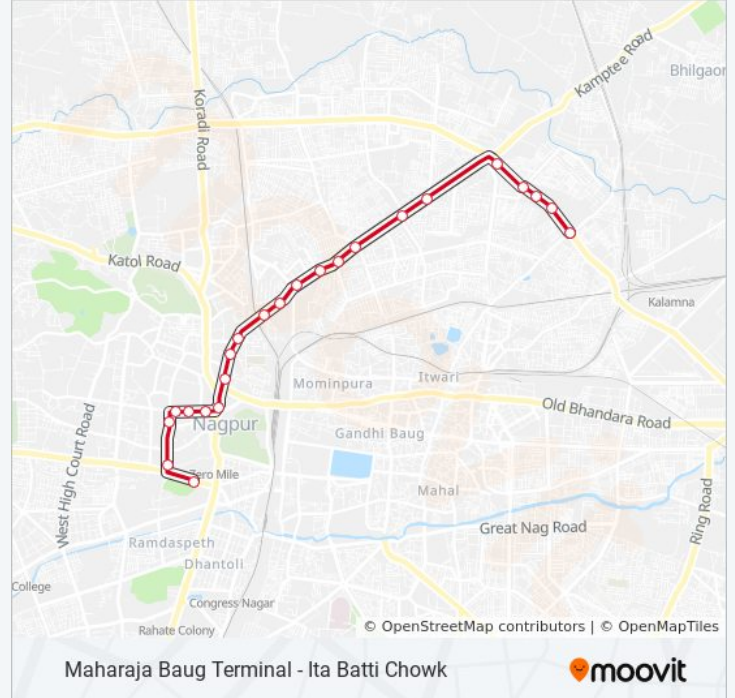 Kamptee Road
Bhilgaon
Koradi Road
Katol Road
Kalamna
Mominpura
Itwari
Old Bhandara Road
Nagpur
Gandhi Baug
West High Court Road
Zero Mile
Mahal
Ring Road
Great Nag Road
Ramdaspeth
Dhantoli
College
Congress Nagar
Rahate Colony
© OpenStreetMap contributors | © OpenMapTiles
Maharaja Baug Terminal - Ita Batti Chowk
moovit